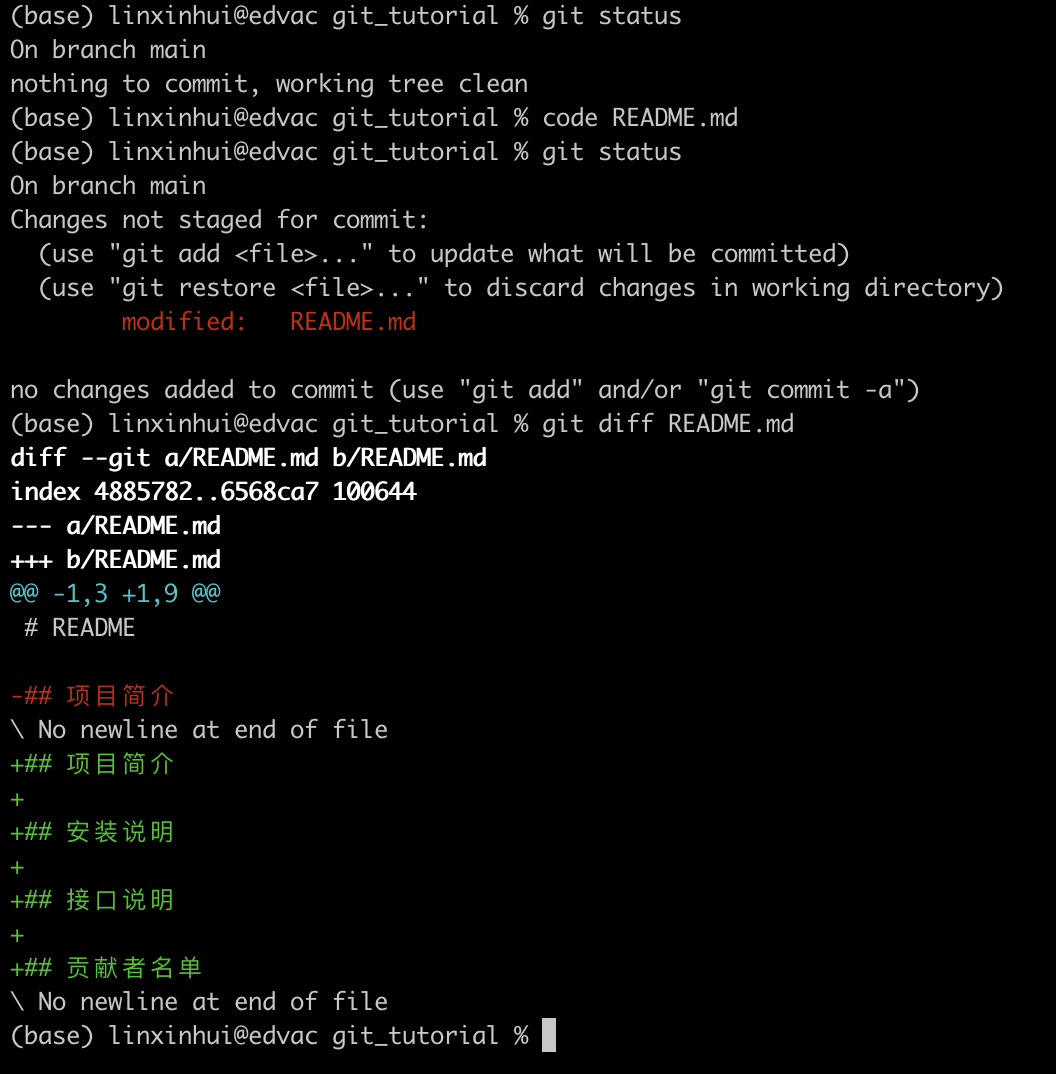 (base) linxinhui@edvac git_tutorial % git status
On branch main
nothing to commit, working tree clean
(base) linxinhui@edvac git_tutorial % code README.md
(base) linxinhui@edvac git_tutorial % git status
On branch main
Changes not staged for commit:
  (use "git add <file>..." to update what will be committed)
  (use "git restore <file>..." to discard changes in working directory)
        modified:   README.md

no changes added to commit (use "git add" and/or "git commit -a")
(base) linxinhui@edvac git_tutorial % git diff README.md
diff --git a/README.md b/README.md
index 4885782..6568ca7 100644
--- a/README.md
+++ b/README.md
@@ -1,3 +1,9 @@
 # README

-## 项目简介
\ No newline at end of file
+## 项目简介
+
+## 安装说明
+
+## 接口说明
+
+## 贡献者名单
\ No newline at end of file
(base) linxinhui@edvac git_tutorial %